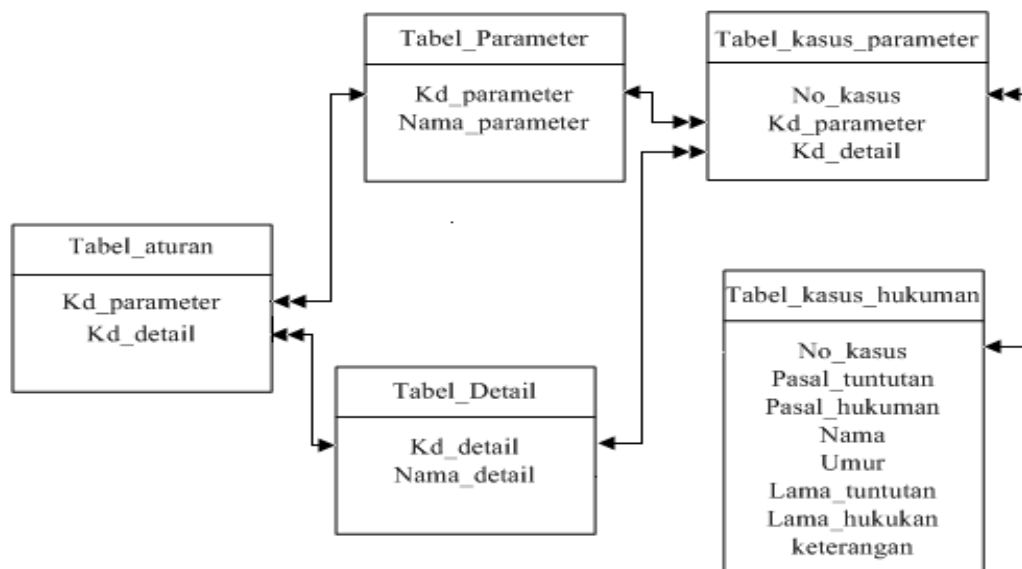 Tabel_Parameter
Kd_parameter
Nama_parameter
Tabel_kasus_parameter
No_kasus
Kd_parameter
Kd_detail
Tabel_aturan
Kd_parameter
Kd_detail
Tabel_Detail
Kd_detail
Nama_detail
Tabel_kasus_hukuman
No_kasus
Pasal_tuntutan
Pasal_hukuman
Nama
Umur
Lama_tuntutan
Lama_hukukan
keterangan